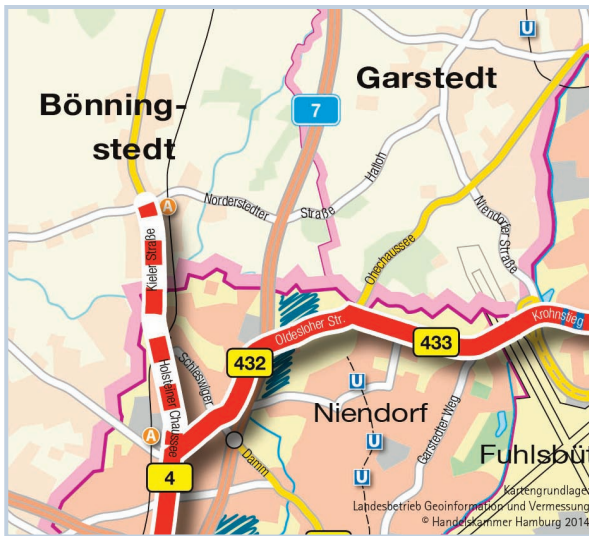 U
Garstedt
Bönning-
stedt
7
Halloh
A
Norderstedter
Straße
Niendorfer Straße
Kieler Straße
Ohechaussee
Krohnstieg
Oldesloher Str.
433
432
Schleswiger
Holsteiner Chaussee
U
Niendorf
A
U
Garstedter Weg
Damm
Fuhlsbüt
4
U
Kartengrundlage:
Landesbetrieb Geoinformation und Vermessung
© Handelskammer Hamburg 2014